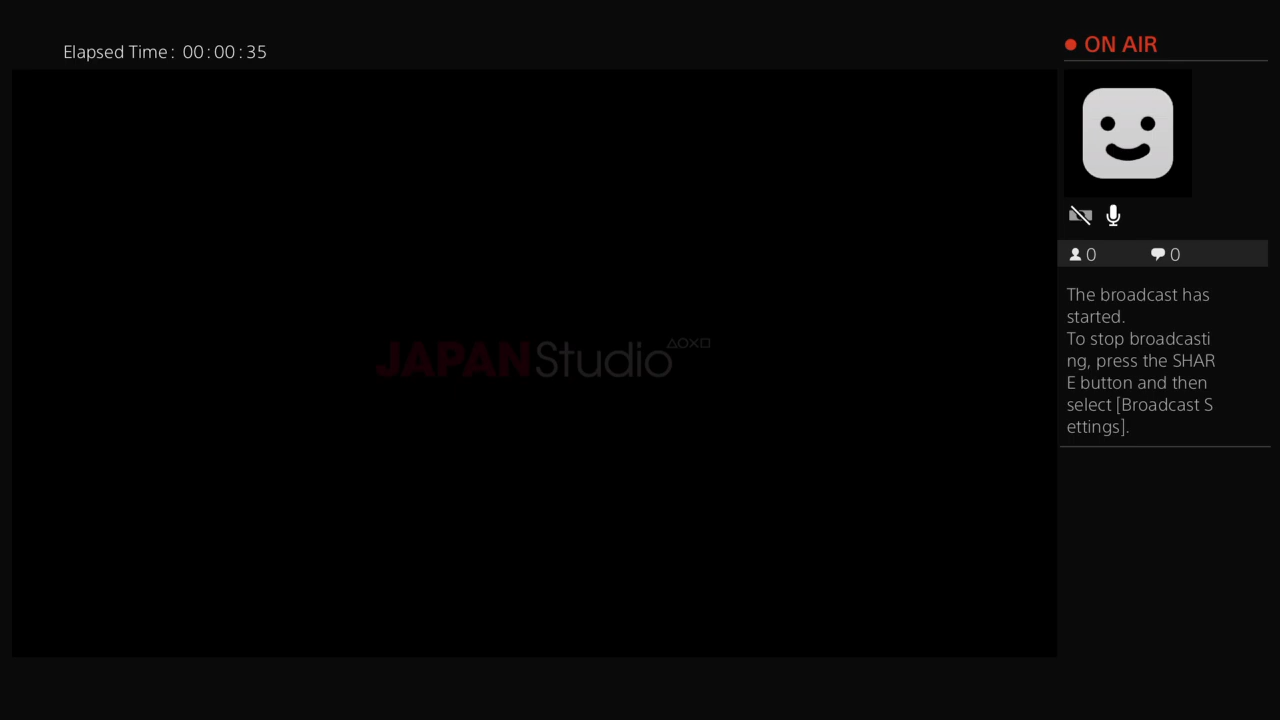 Elapsed Time: 00:00:35
ON AIR
JAPANStudio
0 0
The broadcast has
started.
To stop broadcasti
ng, press the SHAR
E button and then
select [Broadcast S
ettings].